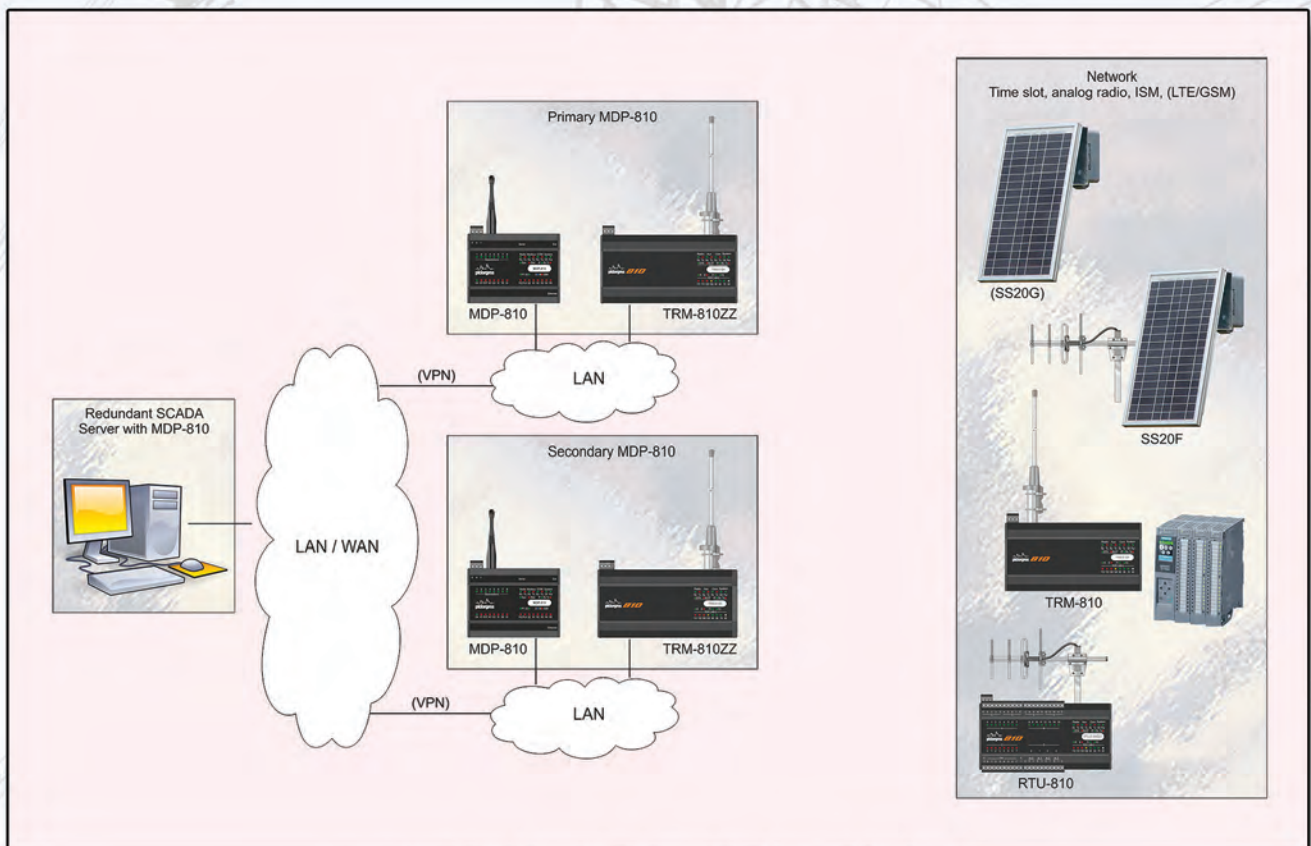 Network
Time slot, analog radio, ISM, (LTE/GSM)
Primary MDP-810
(SS20G)
MDP-810
TRM-810ZZ
(VPN)
LAN
Redundant SCADA
Server with MDP-810
SS20F
Secondary MDP-810
LAN / WAN
TRM-810
MDP-810
TRM-810ZZ
(VPN)
LAN
RTU-810